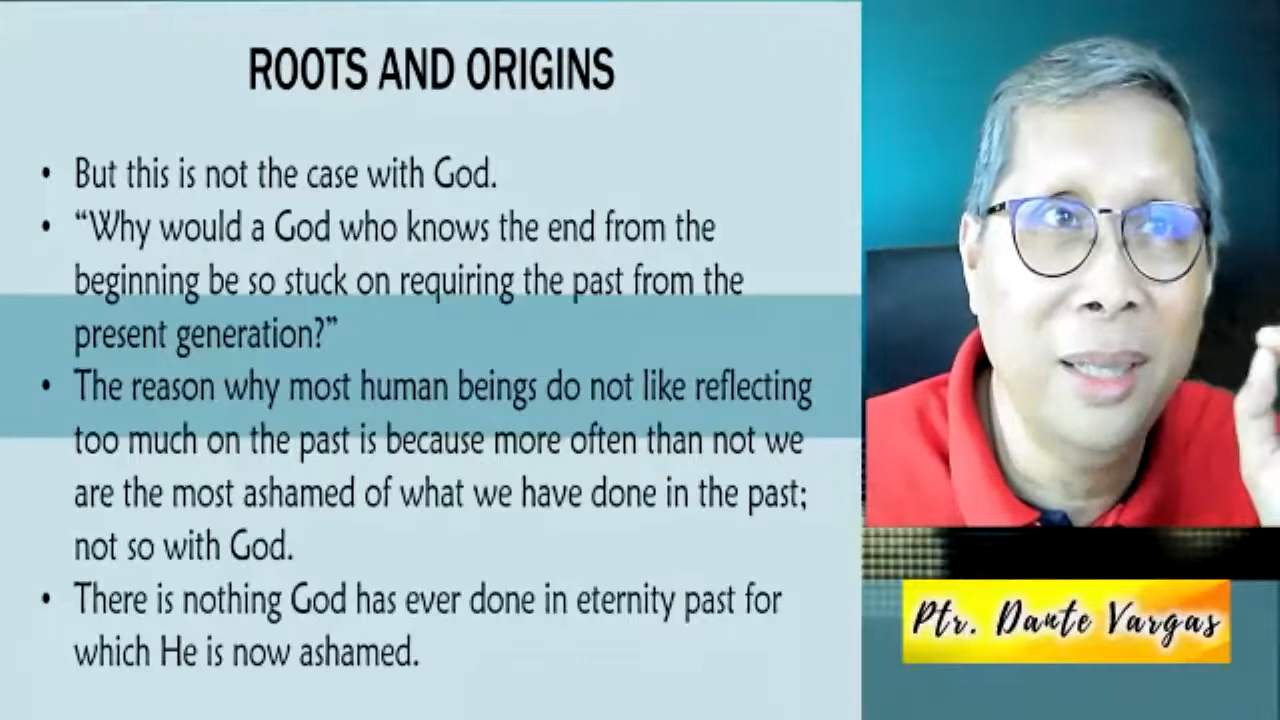 ROOTS AND ORIGINS
• But this is not the case with God.
• “Why would a God who knows the end from the
beginning be so stuck on requiring the past from the
present generation?”
• The reason why most human beings do not like reflecting
too much on the past is because more often than not we
are the most ashamed of what we have done in the past;
not so with God.
• There is nothing God has ever done in eternity past for
which He is now ashamed.
Ptr. Dante Vargas